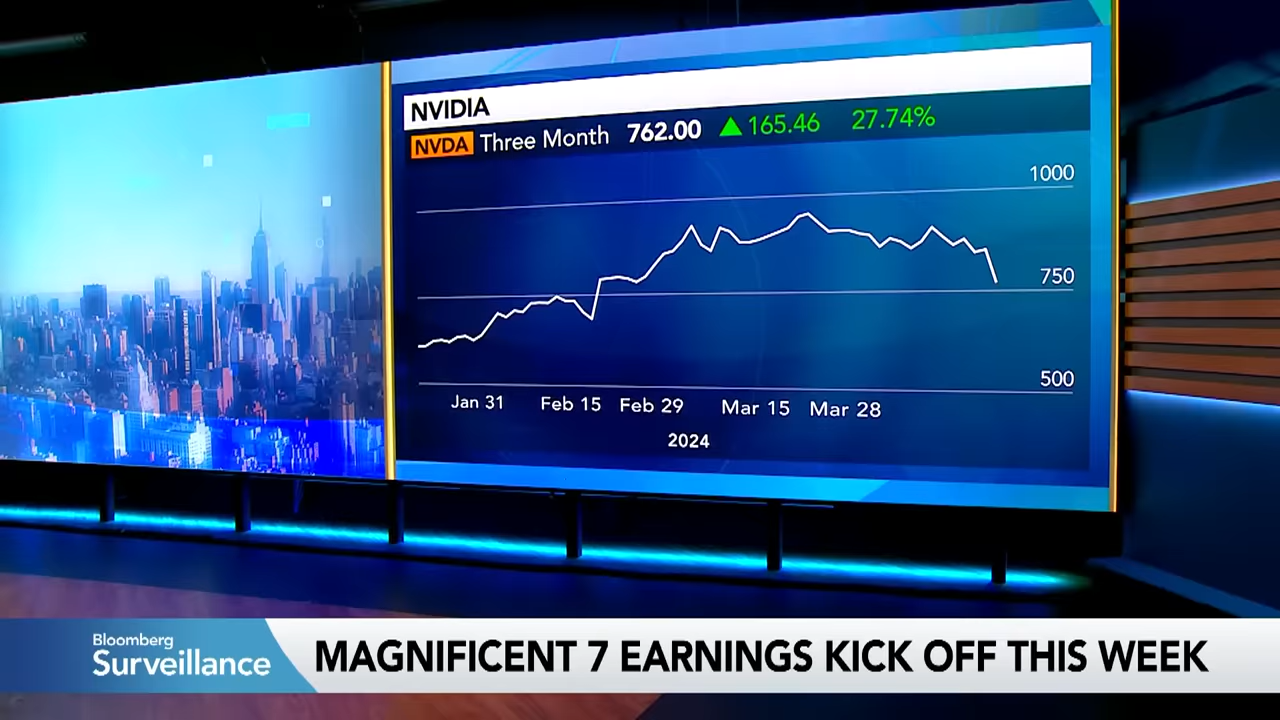 NVIDIA
NVDA Three Month 762.00 ▲ 165.46 27.74%
1000
750
500
Jan 31 Feb 15 Feb 29 Mar 15 Mar 28
2024
Bloomberg
Surveillance
MAGNIFICENT 7 EARNINGS KICK OFF THIS WEEK